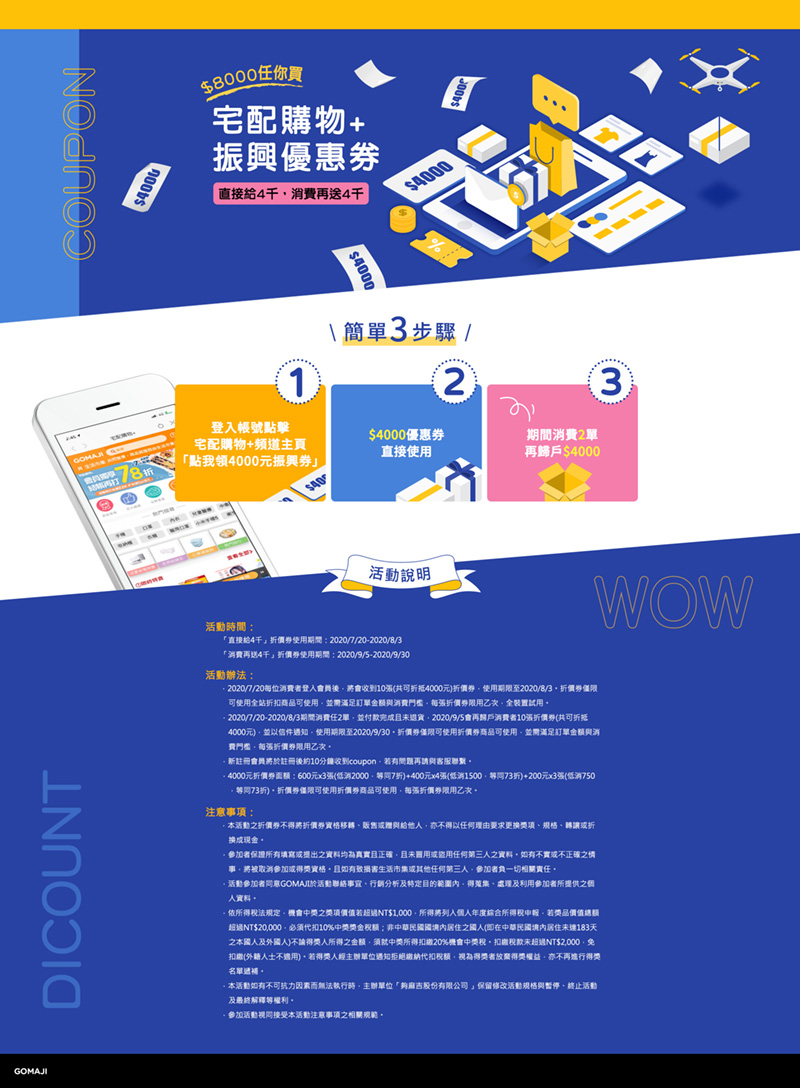 COUPON
$8000任你買
宅配購物+
振興優惠券
直接給4千，消費再送4千
$4000
$4000
$4000
$4000
$
$
%
簡單3步驟
1
2
3
登入帳號點擊
宅配購物+頻道主頁
「點我領4000元振興券」
$4000優惠券
直接使用
期間消費2單
再歸戶$4000
宅配購物+
GOMAJI
78折
手機
口罩
內衣
活動說明
WOW
活動時間：
「直接給4千」折價券使用期間：2020/7/20-2020/8/3
「消費再送4千」折價券使用期間：2020/9/5-2020/9/30
活動辦法：
· 2020/7/20每位消費者登入會員後，將會收到10張(共可折抵4000元)折價券，使用期限至2020/8/3。折價券僅限
可使用全站折扣商品可使用，並需滿足訂單金額與消費門檻，每張折價券限用乙次，全裝置試用。
· 2020/7/20-2020/8/3期間消費任2單，並付款完成且未退貨，2020/9/5會再歸戶消費者10張折價券(共可折抵
4000元)，並以信件通知，使用期限至2020/9/30。折價券僅限可使用折價券商品可使用，並需滿足訂單金額與消
費門檻，每張折價券限用乙次。
· 新註冊會員將於註冊後約10分鐘收到coupon，若有問題再請與客服聯繫。
· 4000元折價券面額：600元x3張(低消2000，等同7折)+400元x4張(低消1500，等同73折)+200元x3張(低消750
，等同73折)。折價券僅限可使用折價券商品可使用，每張折價券限用乙次。
注意事項：
· 本活動之折價券不得將折價券資格移轉、販售或贈與給他人，亦不得以任何理由要求更換獎項、規格、轉讓或折
換成現金。
· 參加者保證所有填寫或提出之資料均為真實且正確，且未冒用或盜用任何第三人之資料。如有不實或不正確之情
事，將被取消參加或得獎資格。且如有致損害生活市集或其他任何第三人，參加者負一切相關責任。
· 活動參加者同意GOMAJI於活動聯絡事宜、行銷分析及特定目的範圍內，得蒐集、處理及利用參加者所提供之個
人資料。
· 依所得稅法規定，機會中獎之獎項價值若超過NT$1,000，所得將列入個人年度綜合所得稅申報，若獎品價值總額
超過NT$20,000，必須代扣10%中獎獎金稅額；非中華民國國境內居住之國人(即在中華民國境內居住未達183天
之本國人及外國人)不論得獎人所得之金額，須就中獎所得扣繳20%機會中獎稅。扣繳稅款未超過NT$2,000，免
扣繳(外籍人士不適用)。若得獎人經主辦單位通知拒絕繳納代扣稅額，視為得獎者放棄得獎權益，亦不再進行得獎
名單遞補。
· 本活動如有不可抗力因素而無法執行時，主辦單位「夠麻吉股份有限公司 」保留修改活動規格與暫停、終止活動
及最終解釋等權利。
· 參加活動視同接受本活動注意事項之相關規範。
DICOUNT
GOMAJI